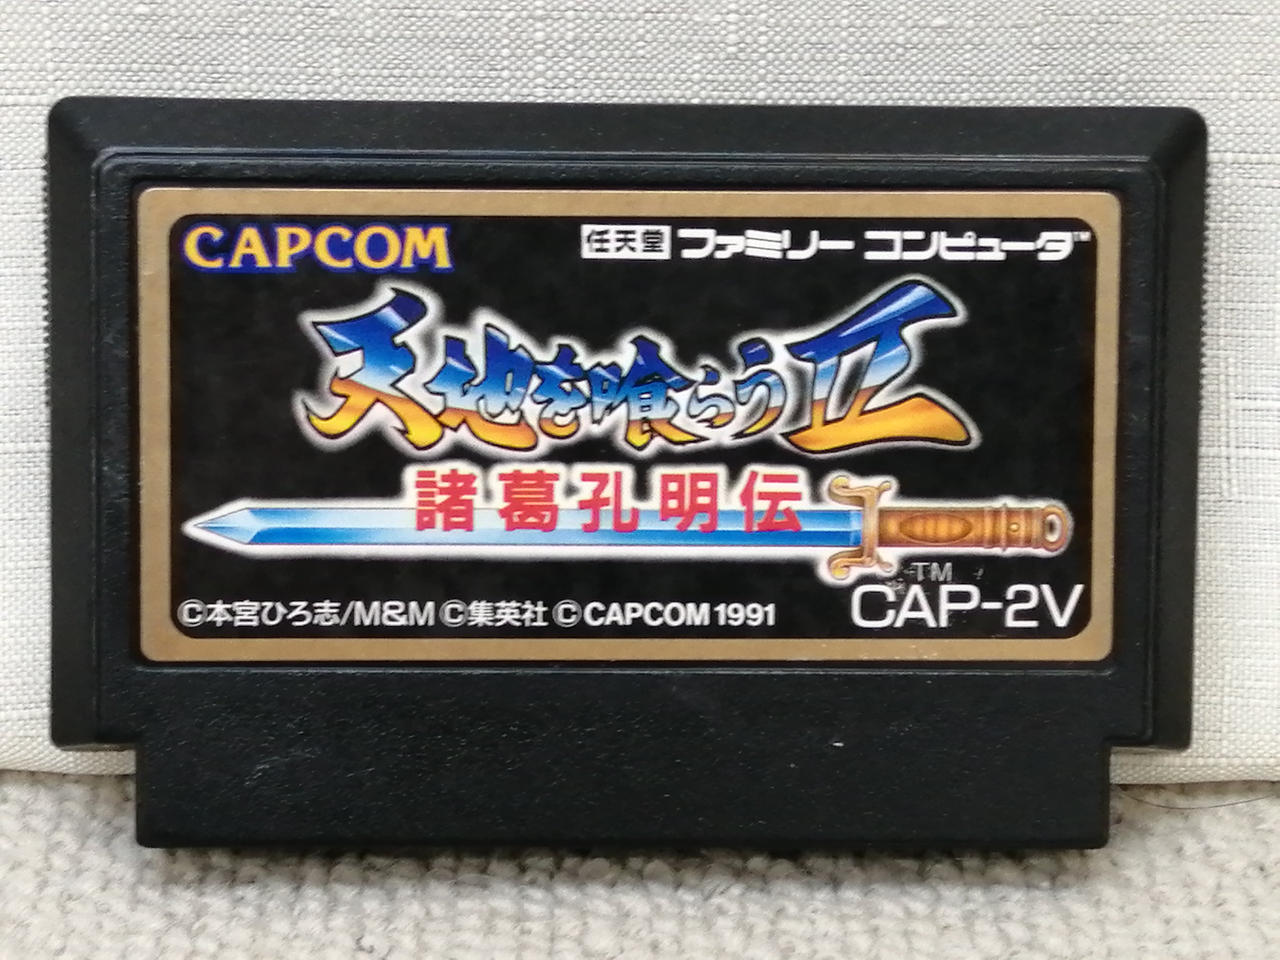 CAPCOM
任天堂 ファミリー コンピュータ™
天地を喰らうⅡ
諸葛孔明伝
TM
©本宮ひろ志/M&M ©集英社 ©CAPCOM 1991
CAP-2V